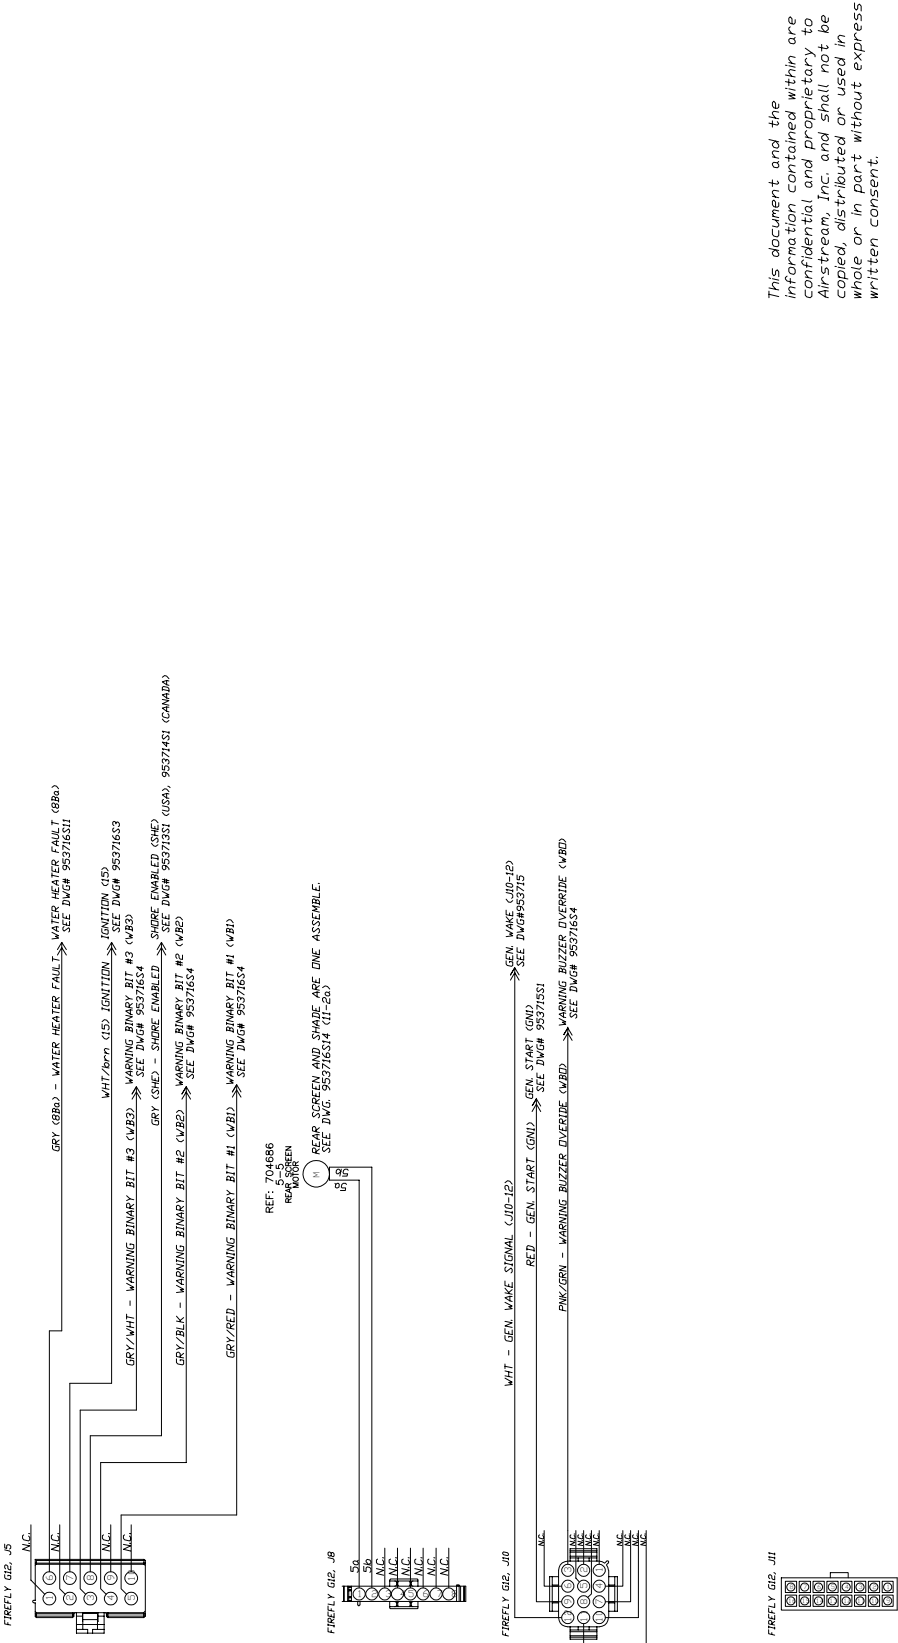 FIREFLY G12, J5
N.C.
N.C.
N.C.
N.C.
GRY (8Ba) - WATER HEATER FAULT
WATER HEATER FAULT (8Ba)
SEE DWG# 953716S11
WHT/brn (15) IGNITION
IGNITION (15)
SEE DWG# 953716S3
GRY/WHT - WARNING BINARY BIT #3 (WB3)
WARNING BINARY BIT #3 (WB3)
SEE DWG# 953716S4
GRY (SHE) - SHORE ENABLED
SHORE ENABLED (SHE)
SEE DWG# 953713S1 (USA), 953714S1 (CANADA)
GRY/BLK - WARNING BINARY BIT #2 (WB2)
WARNING BINARY BIT #2 (WB2)
SEE DWG# 953716S4
GRY/RED - WARNING BINARY BIT #1 (WB1)
WARNING BINARY BIT #1 (WB1)
SEE DWG# 953716S4
REF: 704686
5-5
REAR SCREEN
MOTOR
M
5a
5b
REAR SCREEN AND SHADE ARE ONE ASSEMBLE.
SEE DWG. 953716S14 (11-2a)
FIREFLY G12, J8
5a
5b
N.C.
N.C.
N.C.
N.C.
N.C.
N.C.
FIREFLY G12, J10
WHT - GEN. WAKE SIGNAL (J10-12)
GEN. WAKE (J10-12)
SEE DWG#953715
RED - GEN. START (GN1)
GEN. START (GN1)
SEE DWG# 953715S1
PNK/GRN - WARNING BUZZER OVERIDE (WBO)
WARNING BUZZER OVERRIDE (WBO)
SEE DWG# 953716S4
N.C.
N.C.
N.C.
N.C.
N.C.
N.C.
N.C.
N.C.
N.C.
FIREFLY G12, J11
This document and the
information contained within are
confidential and proprietary to
Airstream, Inc. and shall not be
copied, distributed or used in
whole or in part without express
written consent.